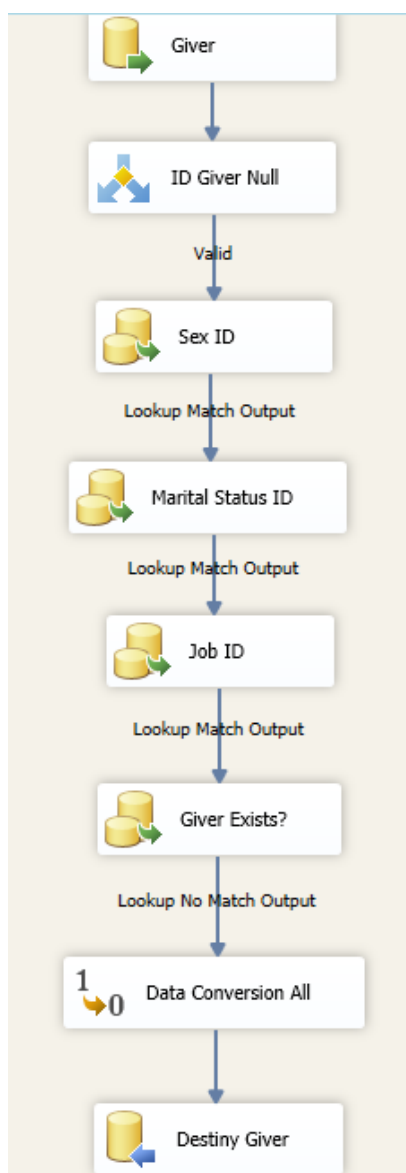 Giver
ID Giver Null
Valid
Sex ID
Lookup Match Output
Marital Status ID
Lookup Match Output
Job ID
Lookup Match Output
Giver Exists?
Lookup No Match Output
1
0
Data Conversion All
Destiny Giver